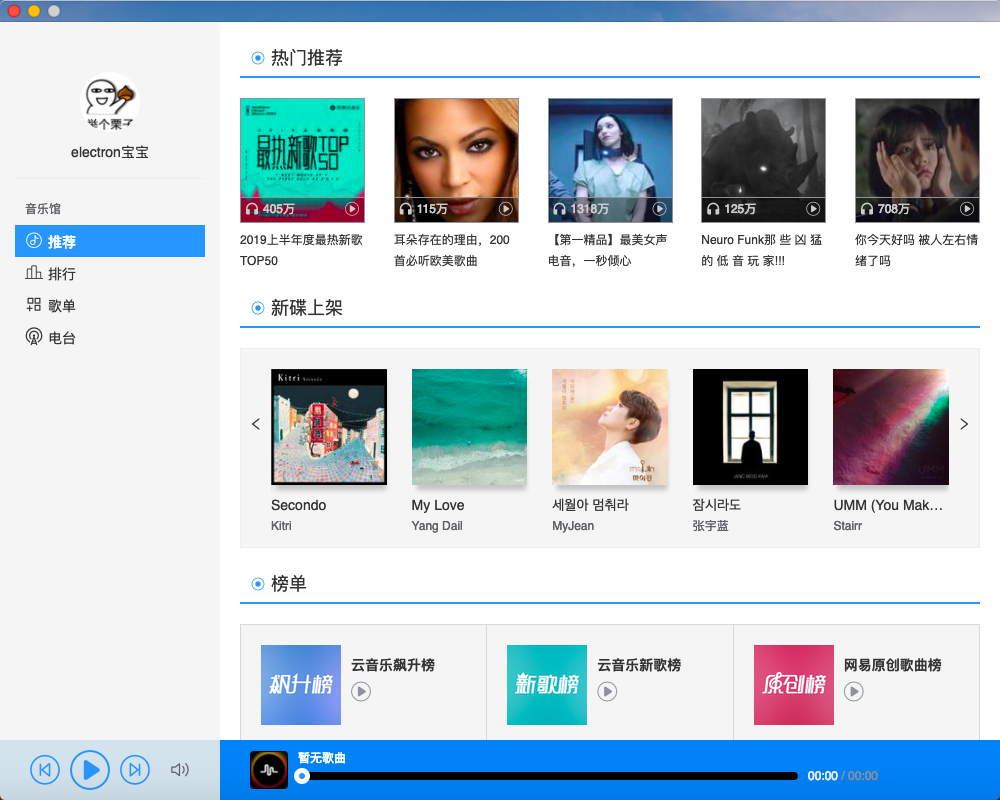 举个栗子
electron宝宝
音乐馆
推荐
排行
歌单
电台
热门推荐
最热新歌TOP50
405万
115万
1318万
125万
708万
2019上半年度最热新歌
TOP50
耳朵存在的理由，200
首必听欧美歌曲
【第一精品】最美女声
电音，一秒倾心
Neuro Funk那 些 凶 猛
的 低 音 玩 家!!!
你今天好吗 被人左右情
绪了吗
新碟上架
Kitri Secondo
Secondo
Kitri
My Love
Yang Dail
세월아 멈춰라
MyJean
잠시라도
张宇蓝
UMM
UMM (You Mak…
Stairr
榜单
飙升榜
云音乐飙升榜
新歌榜
云音乐新歌榜
原创榜
网易原创歌曲榜
暂无歌曲
00:00 / 00:00